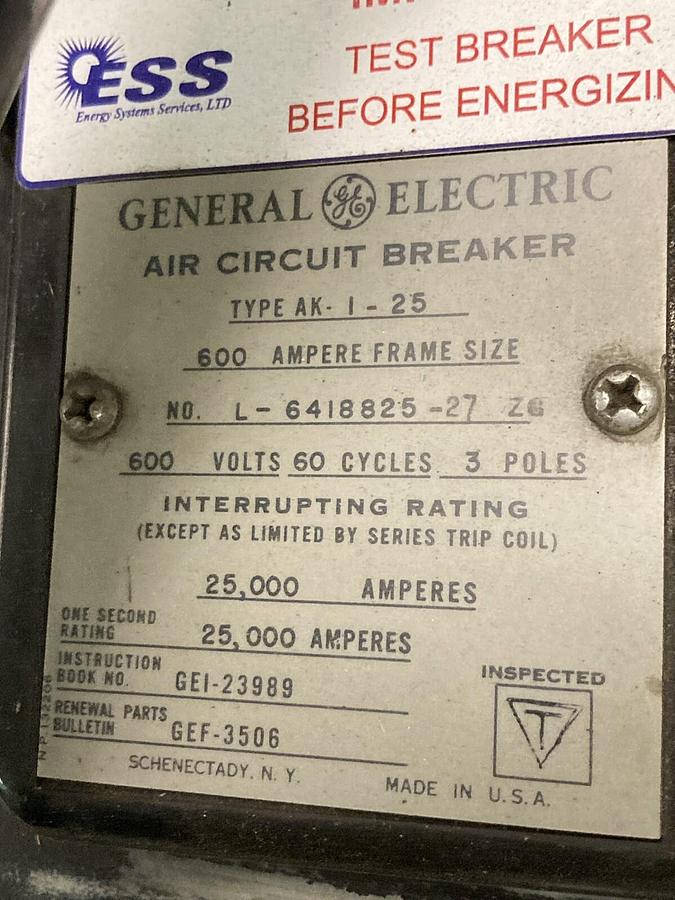 ESS
Energy Systems Services, LTD
TEST BREAKER
BEFORE
GENERAL GE ELECTRIC
AIR CIRCUIT BREAKER
TYPE AK- 1 - 25
600 AMPERE FRAME SIZE
NO. L - 6418825 -27
600 VOLTS 60 CYCLES 3 POLES
INTERRUPTING RATING
(EXCEPT AS LIMITED BY SERIES TRIP COIL)
25,000 AMPERES
ONE SECOND
RATING 25,000 AMPERES
INSTRUCTION
BOOK NO. GEI-23989
RENEWAL PARTS
BULLETIN GEF-3506
INSPECTED
T
SCHENECTADY, N. Y.
MADE IN U.S.A.